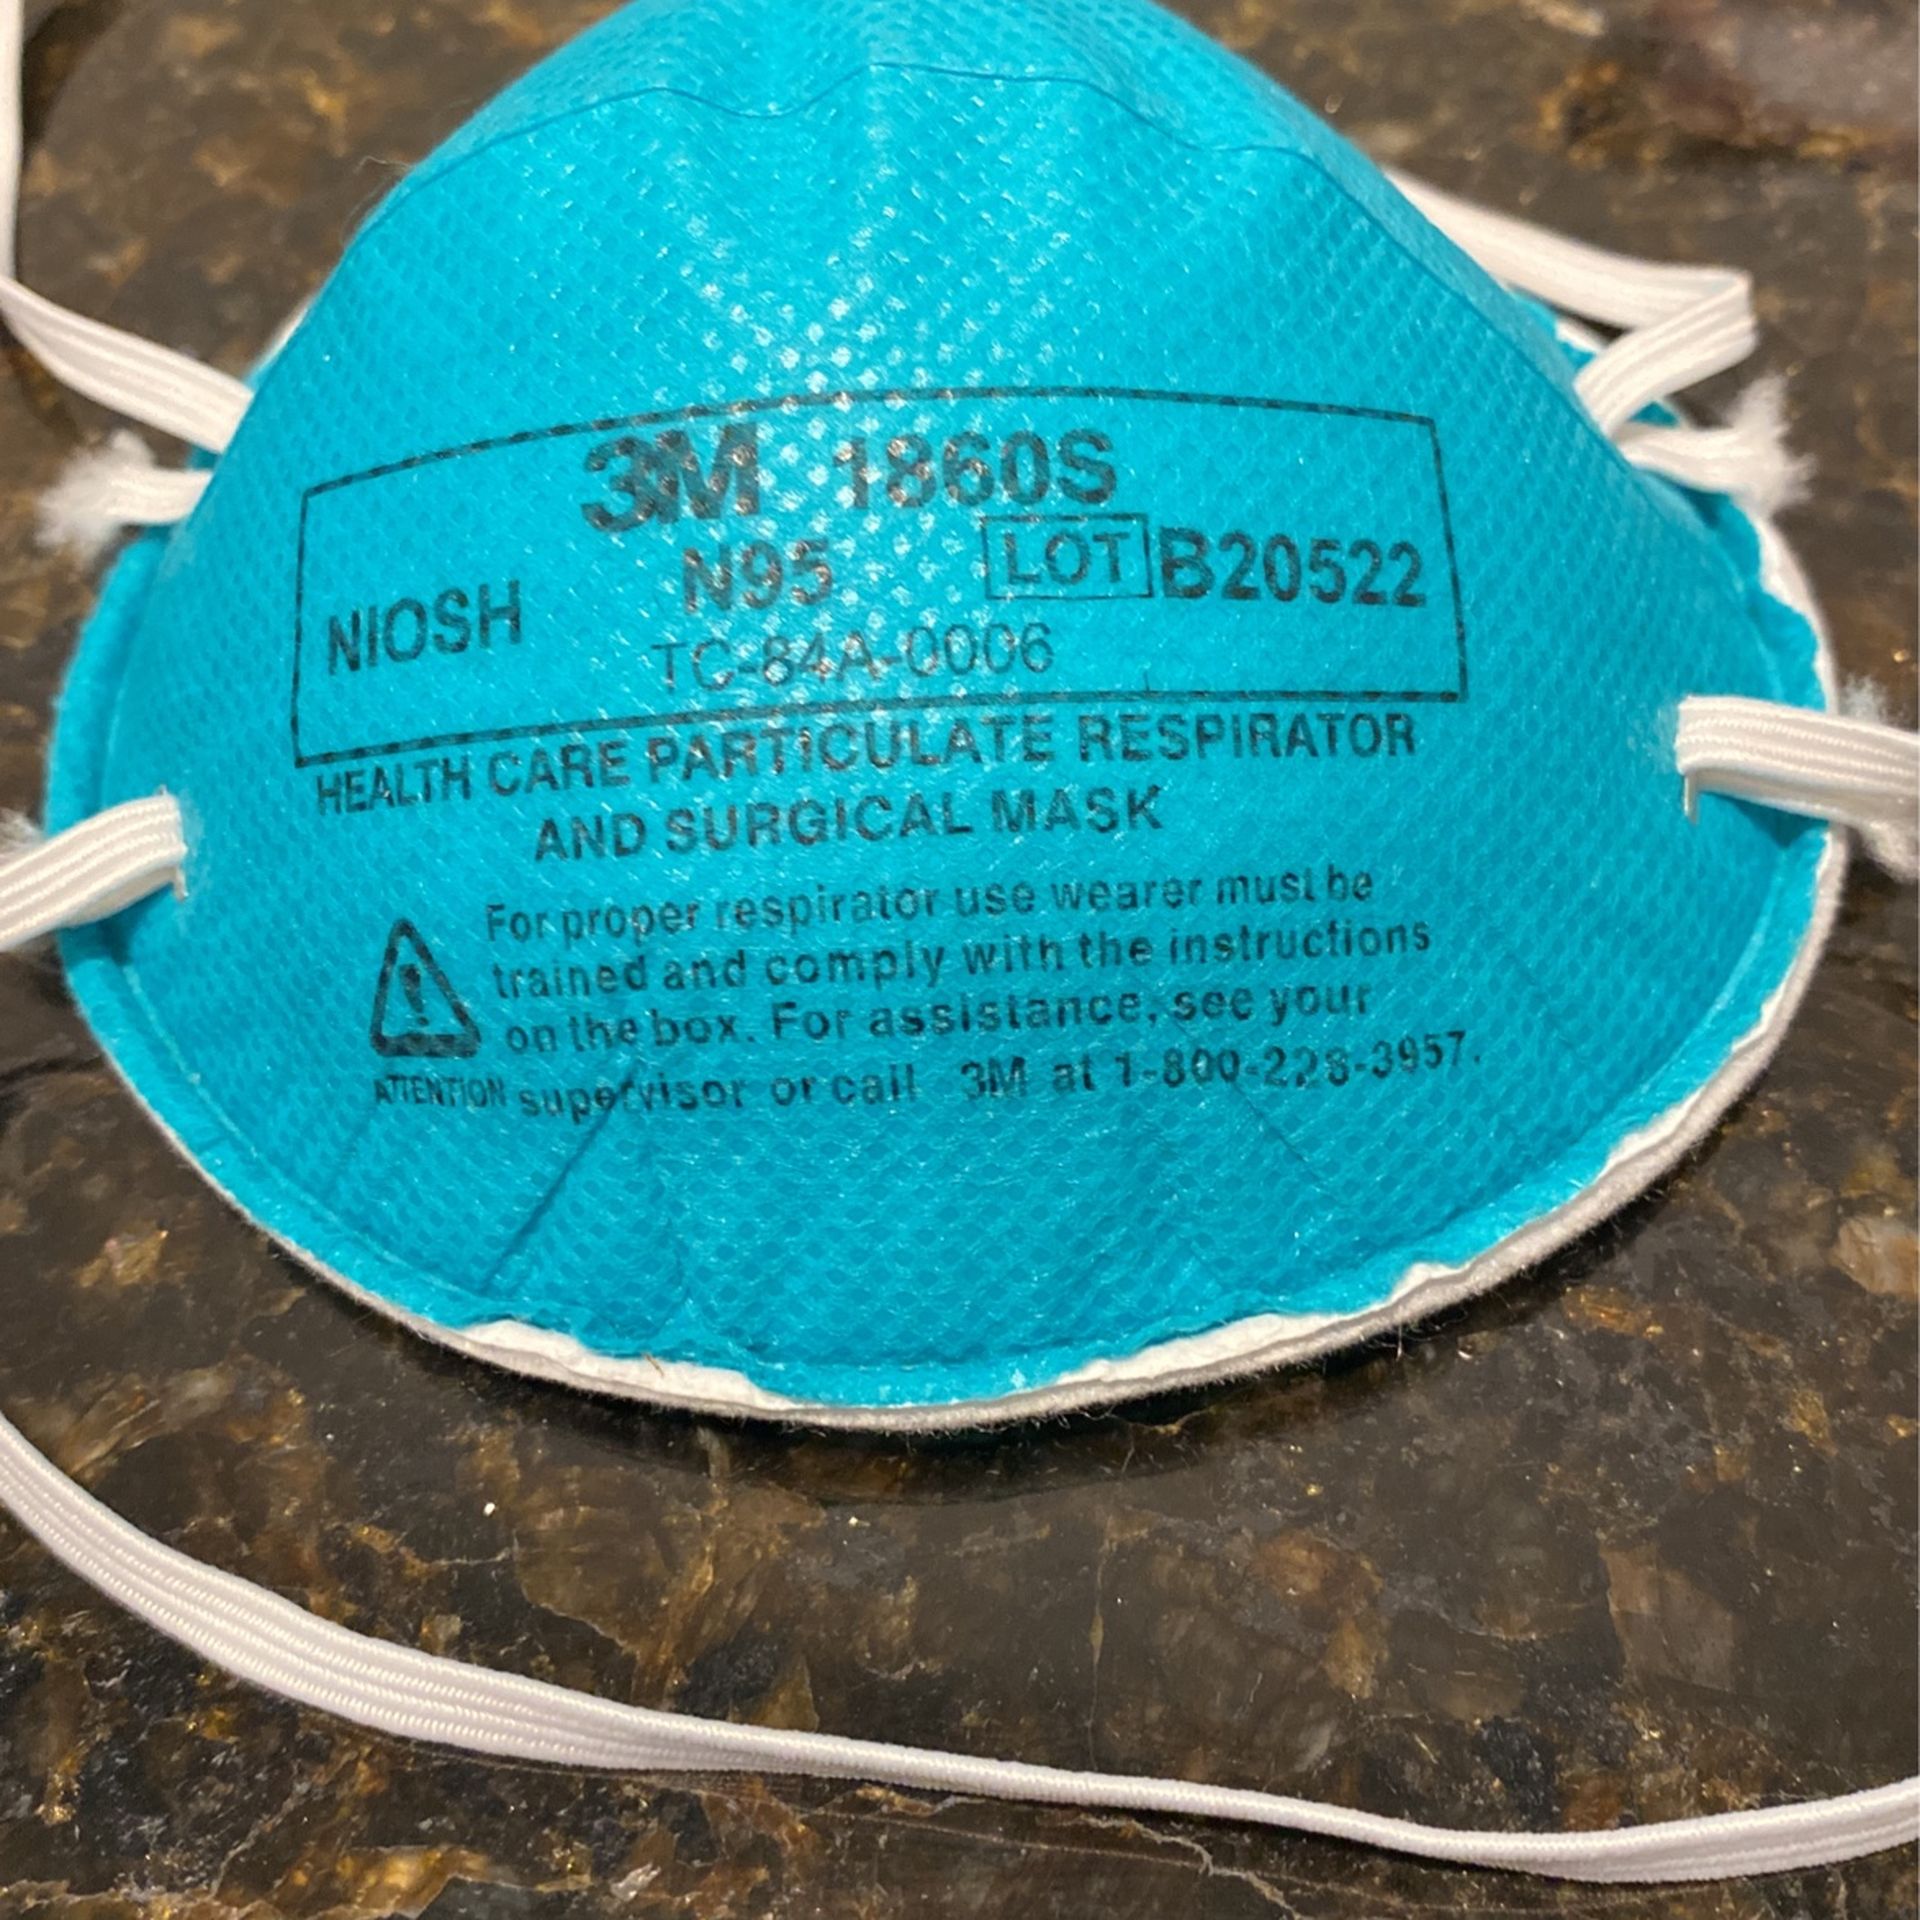 3M 1860S
N95 LOT B20522
NIOSH
TC-84A-0006
HEALTH CARE PARTICULATE RESPIRATOR
AND SURGICAL MASK
For proper respirator use wearer must be
trained and comply with the instructions
on the box. For assistance, see your
ATTENTION supervisor or call 3M at 1-800-228-3957.